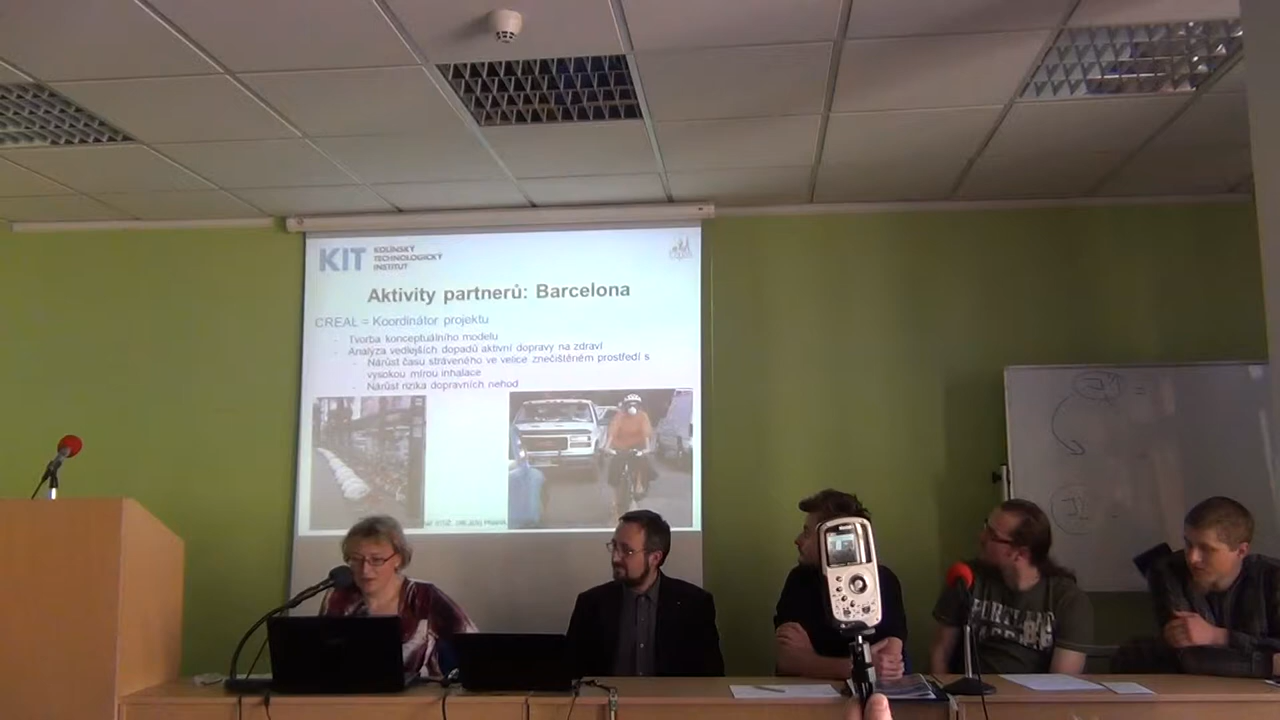 KIT
KOLÍNSKÝ
TECHNOLOGICKÝ
INSTITUT
Aktivity partnerů: Barcelona
CREAL = Koordinátor projektu
- Tvorba konceptuálního modelu
- Analýza vedlejších dopadů aktivní dopravy na zdraví
- Nárůst času stráveného ve velice znečištěném prostředí s
vysokou mírou inhalace
- Nárůst rizika dopravních nehod
PORTLAND